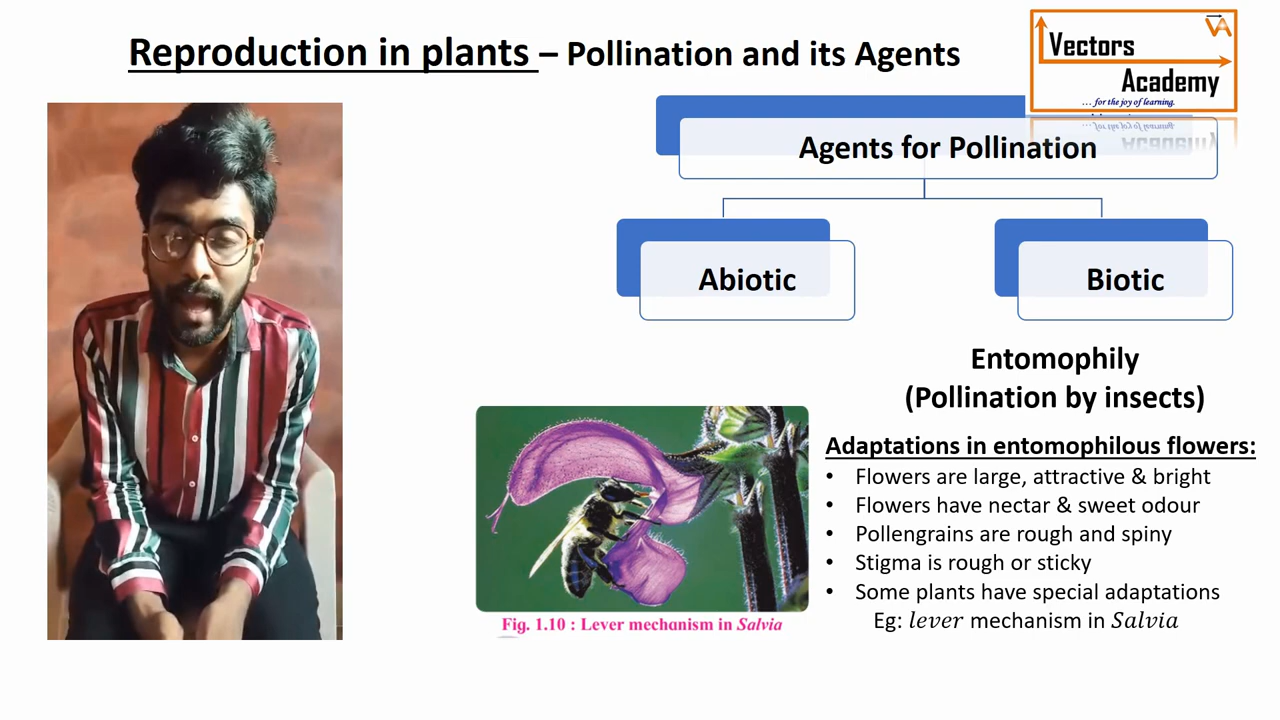 Reproduction in plants – Pollination and its Agents
Vectors
Academy
... for the joy of learning.
VA
Agents for Pollination
Abiotic
Biotic
Entomophily
(Pollination by insects)
Adaptations in entomophilous flowers:
• Flowers are large, attractive & bright
• Flowers have nectar & sweet odour
• Pollengrains are rough and spiny
• Stigma is rough or sticky
• Some plants have special adaptations
Eg: lever mechanism in Salvia
Fig. 1.10 : Lever mechanism in Salvia